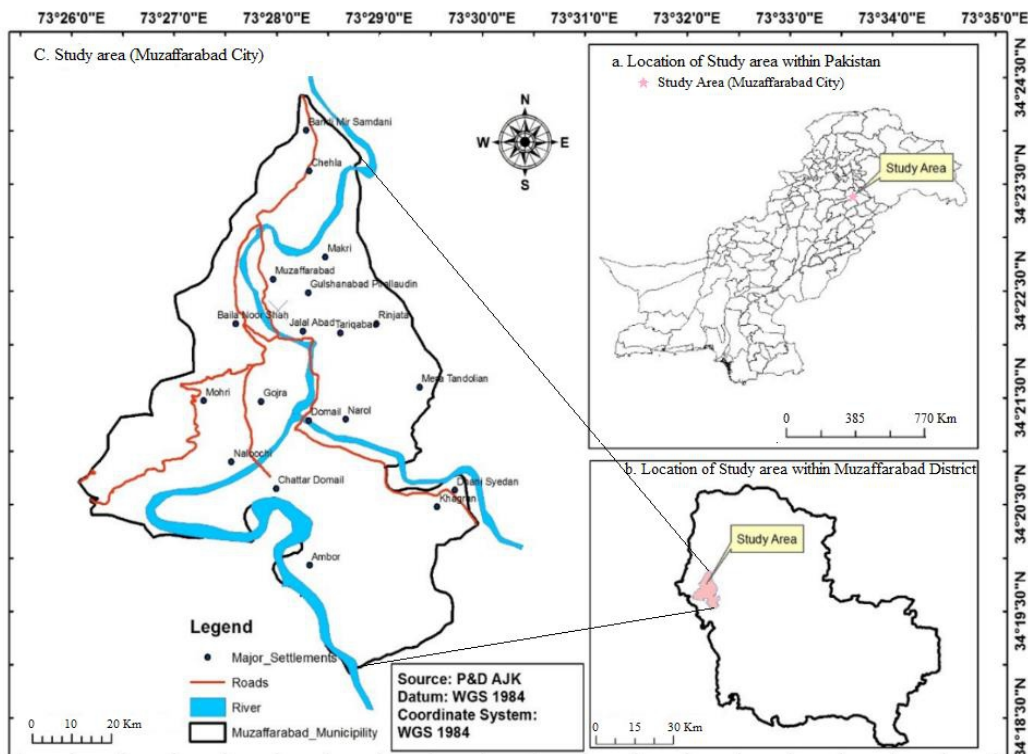 73°26'0"E 73°27'0"E 73°28'0"E 73°29'0"E 73°30'0"E 73°32'0"E 73°33'0"E 73°34'0"E 73°35'0"E
C. Study area (Muzaffarabad City)
Bandi Mir Samdani
Chehla
Makri
Muzaffarabad
Gulshanabad Pirallaudin
Baila Noor Shah
Jalal Abad
Tariqabad
Rinjata
Mera Tandolian
Mohri
Gojra
Domail
Narol
Naloochi
Chattar Domail
Dhani Syedan
Khagran
Ambor
N
W
E
S
Legend
Major_Settlements
Roads
River
Muzaffarabad_Municipility
0 10 20 Km
Source: P&D AJK
Datum: WGS 1984
Coordinate System:
WGS 1984
a. Location of Study area within Pakistan
Study Area (Muzaffarabad City)
Study Area
0 385 770 Km
b. Location of Study area within Muzaffarabad District
Study Area
0 15 30 Km
34°24'30"N
34°23'30"N
34°22'30"N
34°21'30"N
34°20'30"N
34°19'30"N
34°18'30"N